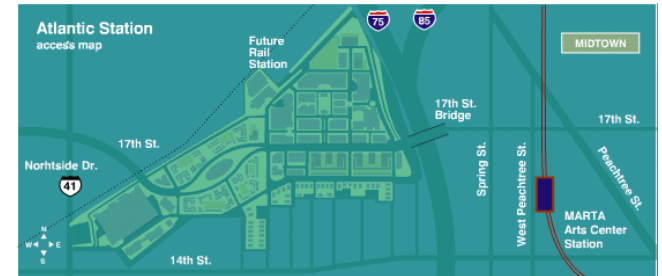 Atlantic Station
access map
Future
Rail
Station
75
85
MIDTOWN
17th St.
Bridge
17th St.
17th St.
Norhtside Dr.
41
Spring St.
West Peachtree St.
Peachtree St.
MARTA
Arts Center
Station
N
W E
S
14th St.